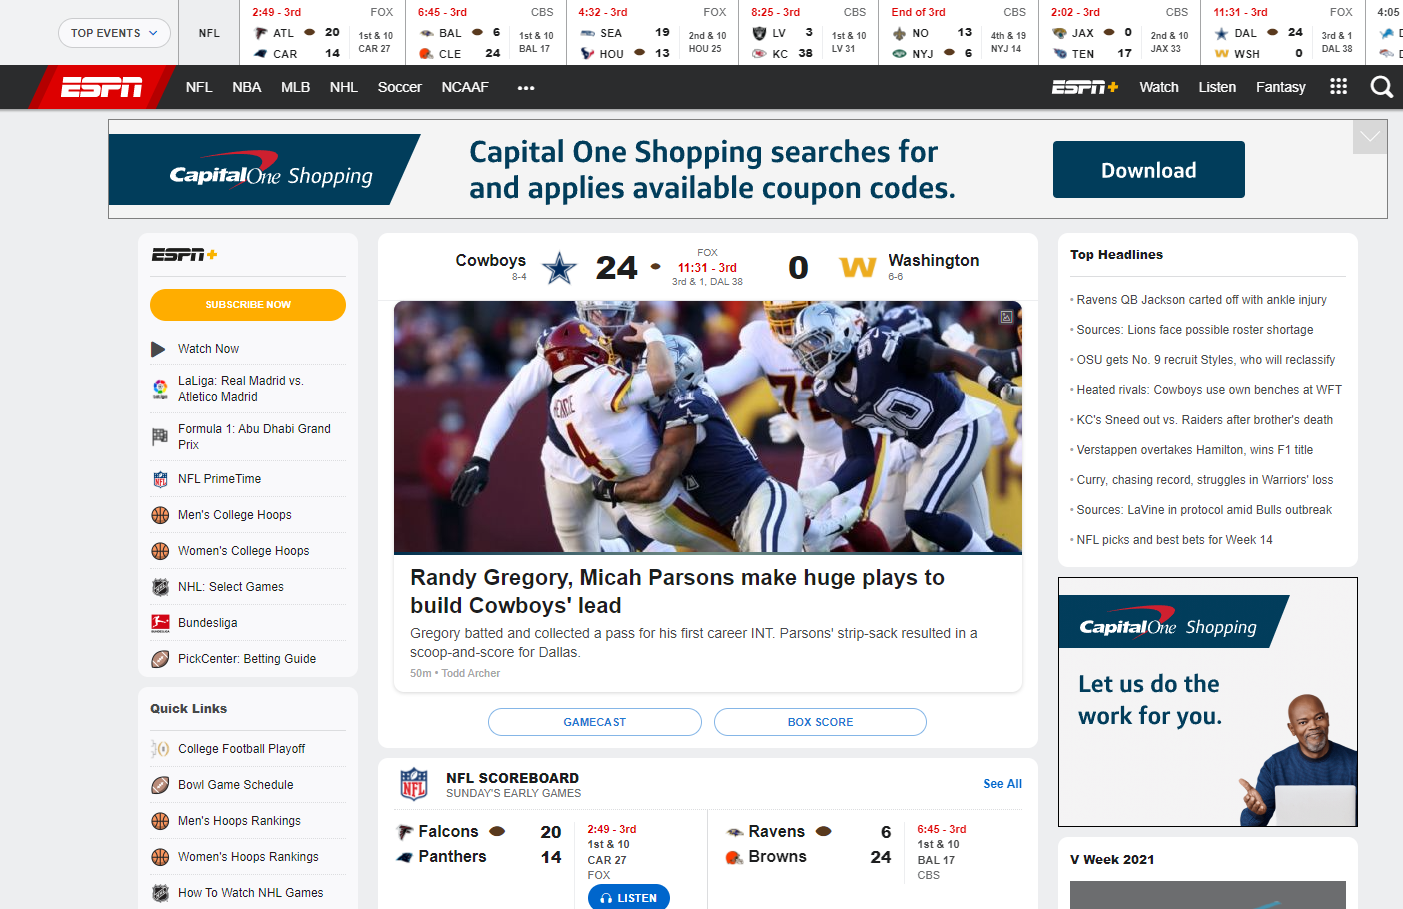 TOP EVENTS
NFL
2:49 - 3rd FOX
ATL 20 1st & 10
CAR 14 CAR 27
6:45 - 3rd CBS
BAL 6 1st & 10
CLE 24 BAL 17
4:32 - 3rd FOX
SEA 19 2nd & 10
HOU 13 HOU 25
8:25 - 3rd CBS
LV 3 1st & 10
KC 38 LV 31
End of 3rd CBS
NO 13 4th & 19
NYJ 6 NYJ 14
2:02 - 3rd CBS
JAX 0 2nd & 10
TEN 17 JAX 33
11:31 - 3rd FOX
DAL 24 3rd & 1
WSH 0 DAL 38
4:05
ESPN NFL NBA MLB NHL Soccer NCAAF ••• ESPN+ Watch Listen Fantasy
CapitalOne Shopping
Capital One Shopping searches for
and applies available coupon codes.
Download
ESPN+
SUBSCRIBE NOW
Watch Now
LaLiga: Real Madrid vs.
Atletico Madrid
Formula 1: Abu Dhabi Grand
Prix
NFL PrimeTime
Men's College Hoops
Women's College Hoops
NHL: Select Games
Bundesliga
PickCenter: Betting Guide
Quick Links
College Football Playoff
Bowl Game Schedule
Men's Hoops Rankings
Women's Hoops Rankings
How To Watch NHL Games
Cowboys
8-4
24
FOX
11:31 - 3rd
3rd & 1, DAL 38
0
Washington
6-6
Randy Gregory, Micah Parsons make huge plays to
build Cowboys' lead
Gregory batted and collected a pass for his first career INT. Parsons' strip-sack resulted in a
scoop-and-score for Dallas.
50m • Todd Archer
GAMECAST
BOX SCORE
NFL SCOREBOARD
SUNDAY'S EARLY GAMES
See All
Falcons 20
Panthers 14
2:49 - 3rd
1st & 10
CAR 27
FOX
LISTEN
Ravens 6
Browns 24
6:45 - 3rd
1st & 10
BAL 17
CBS
Top Headlines
• Ravens QB Jackson carted off with ankle injury
• Sources: Lions face possible roster shortage
• OSU gets No. 9 recruit Styles, who will reclassify
• Heated rivals: Cowboys use own benches at WFT
• KC's Sneed out vs. Raiders after brother's death
• Verstappen overtakes Hamilton, wins F1 title
• Curry, chasing record, struggles in Warriors' loss
• Sources: LaVine in protocol amid Bulls outbreak
• NFL picks and best bets for Week 14
CapitalOne Shopping
Let us do the
work for you.
V Week 2021